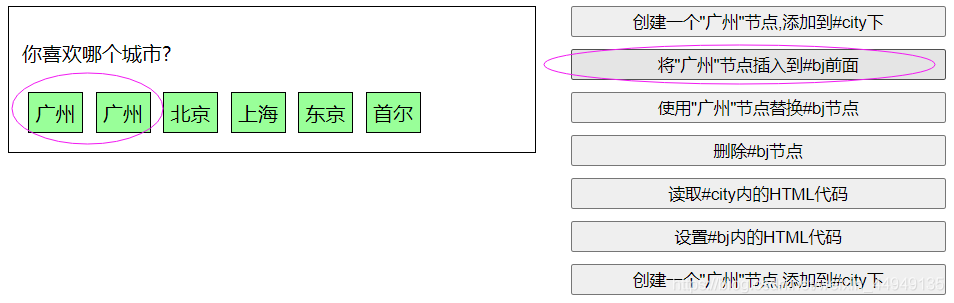 你喜欢哪个城市?
广州 广州 北京 上海 东京 首尔
创建一个"广州"节点,添加到#city下
将"广州"节点插入到#bj前面
使用"广州"节点替换#bj节点
删除#bj节点
读取#city内的HTML代码
设置#bj内的HTML代码
创建一个"广州"节点,添加到#city下